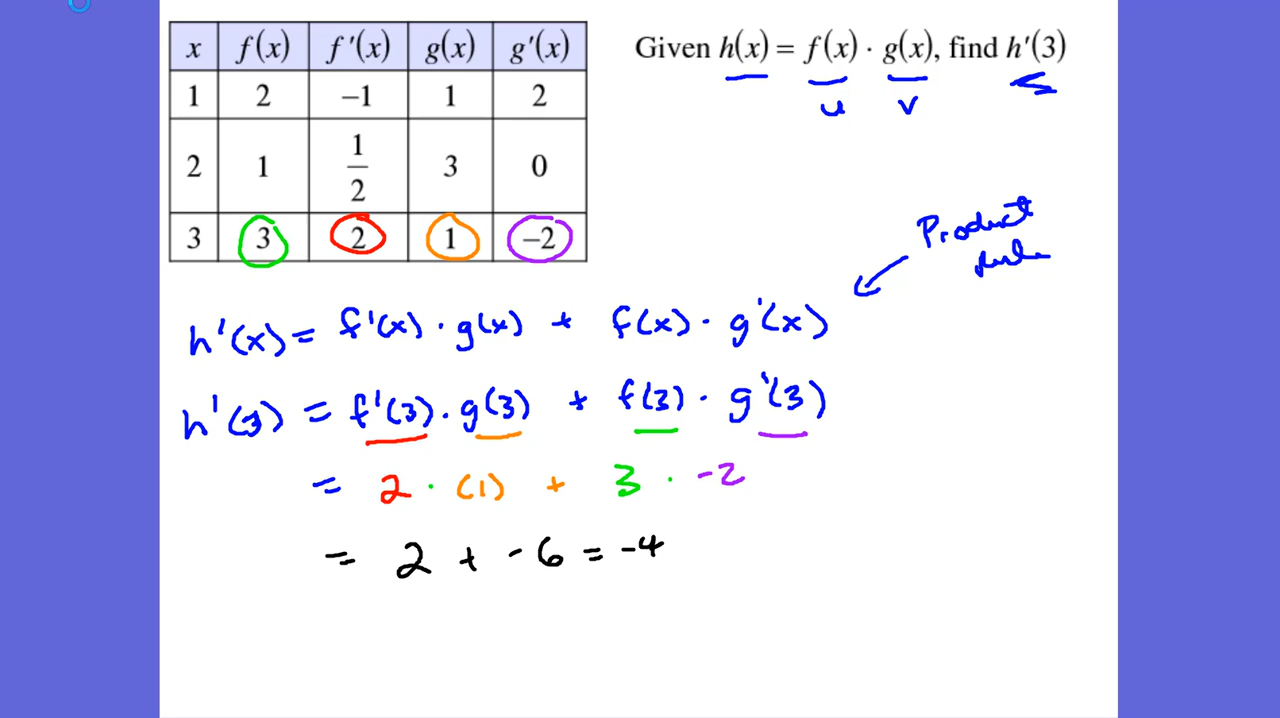 x f(x) f'(x) g(x) g'(x)
1 2 −1 1 2
2 1 1/2 3 0
3 3 2 1 −2
Given h(x) = f(x) · g(x), find h'(3)
u v
Product
rule
h'(x) = f'(x) · g(x) + f(x) · g'(x)
h'(3) = f'(3) · g(3) + f(3) · g'(3)
= 2 · (1) + 3 · -2
= 2 + -6 = -4